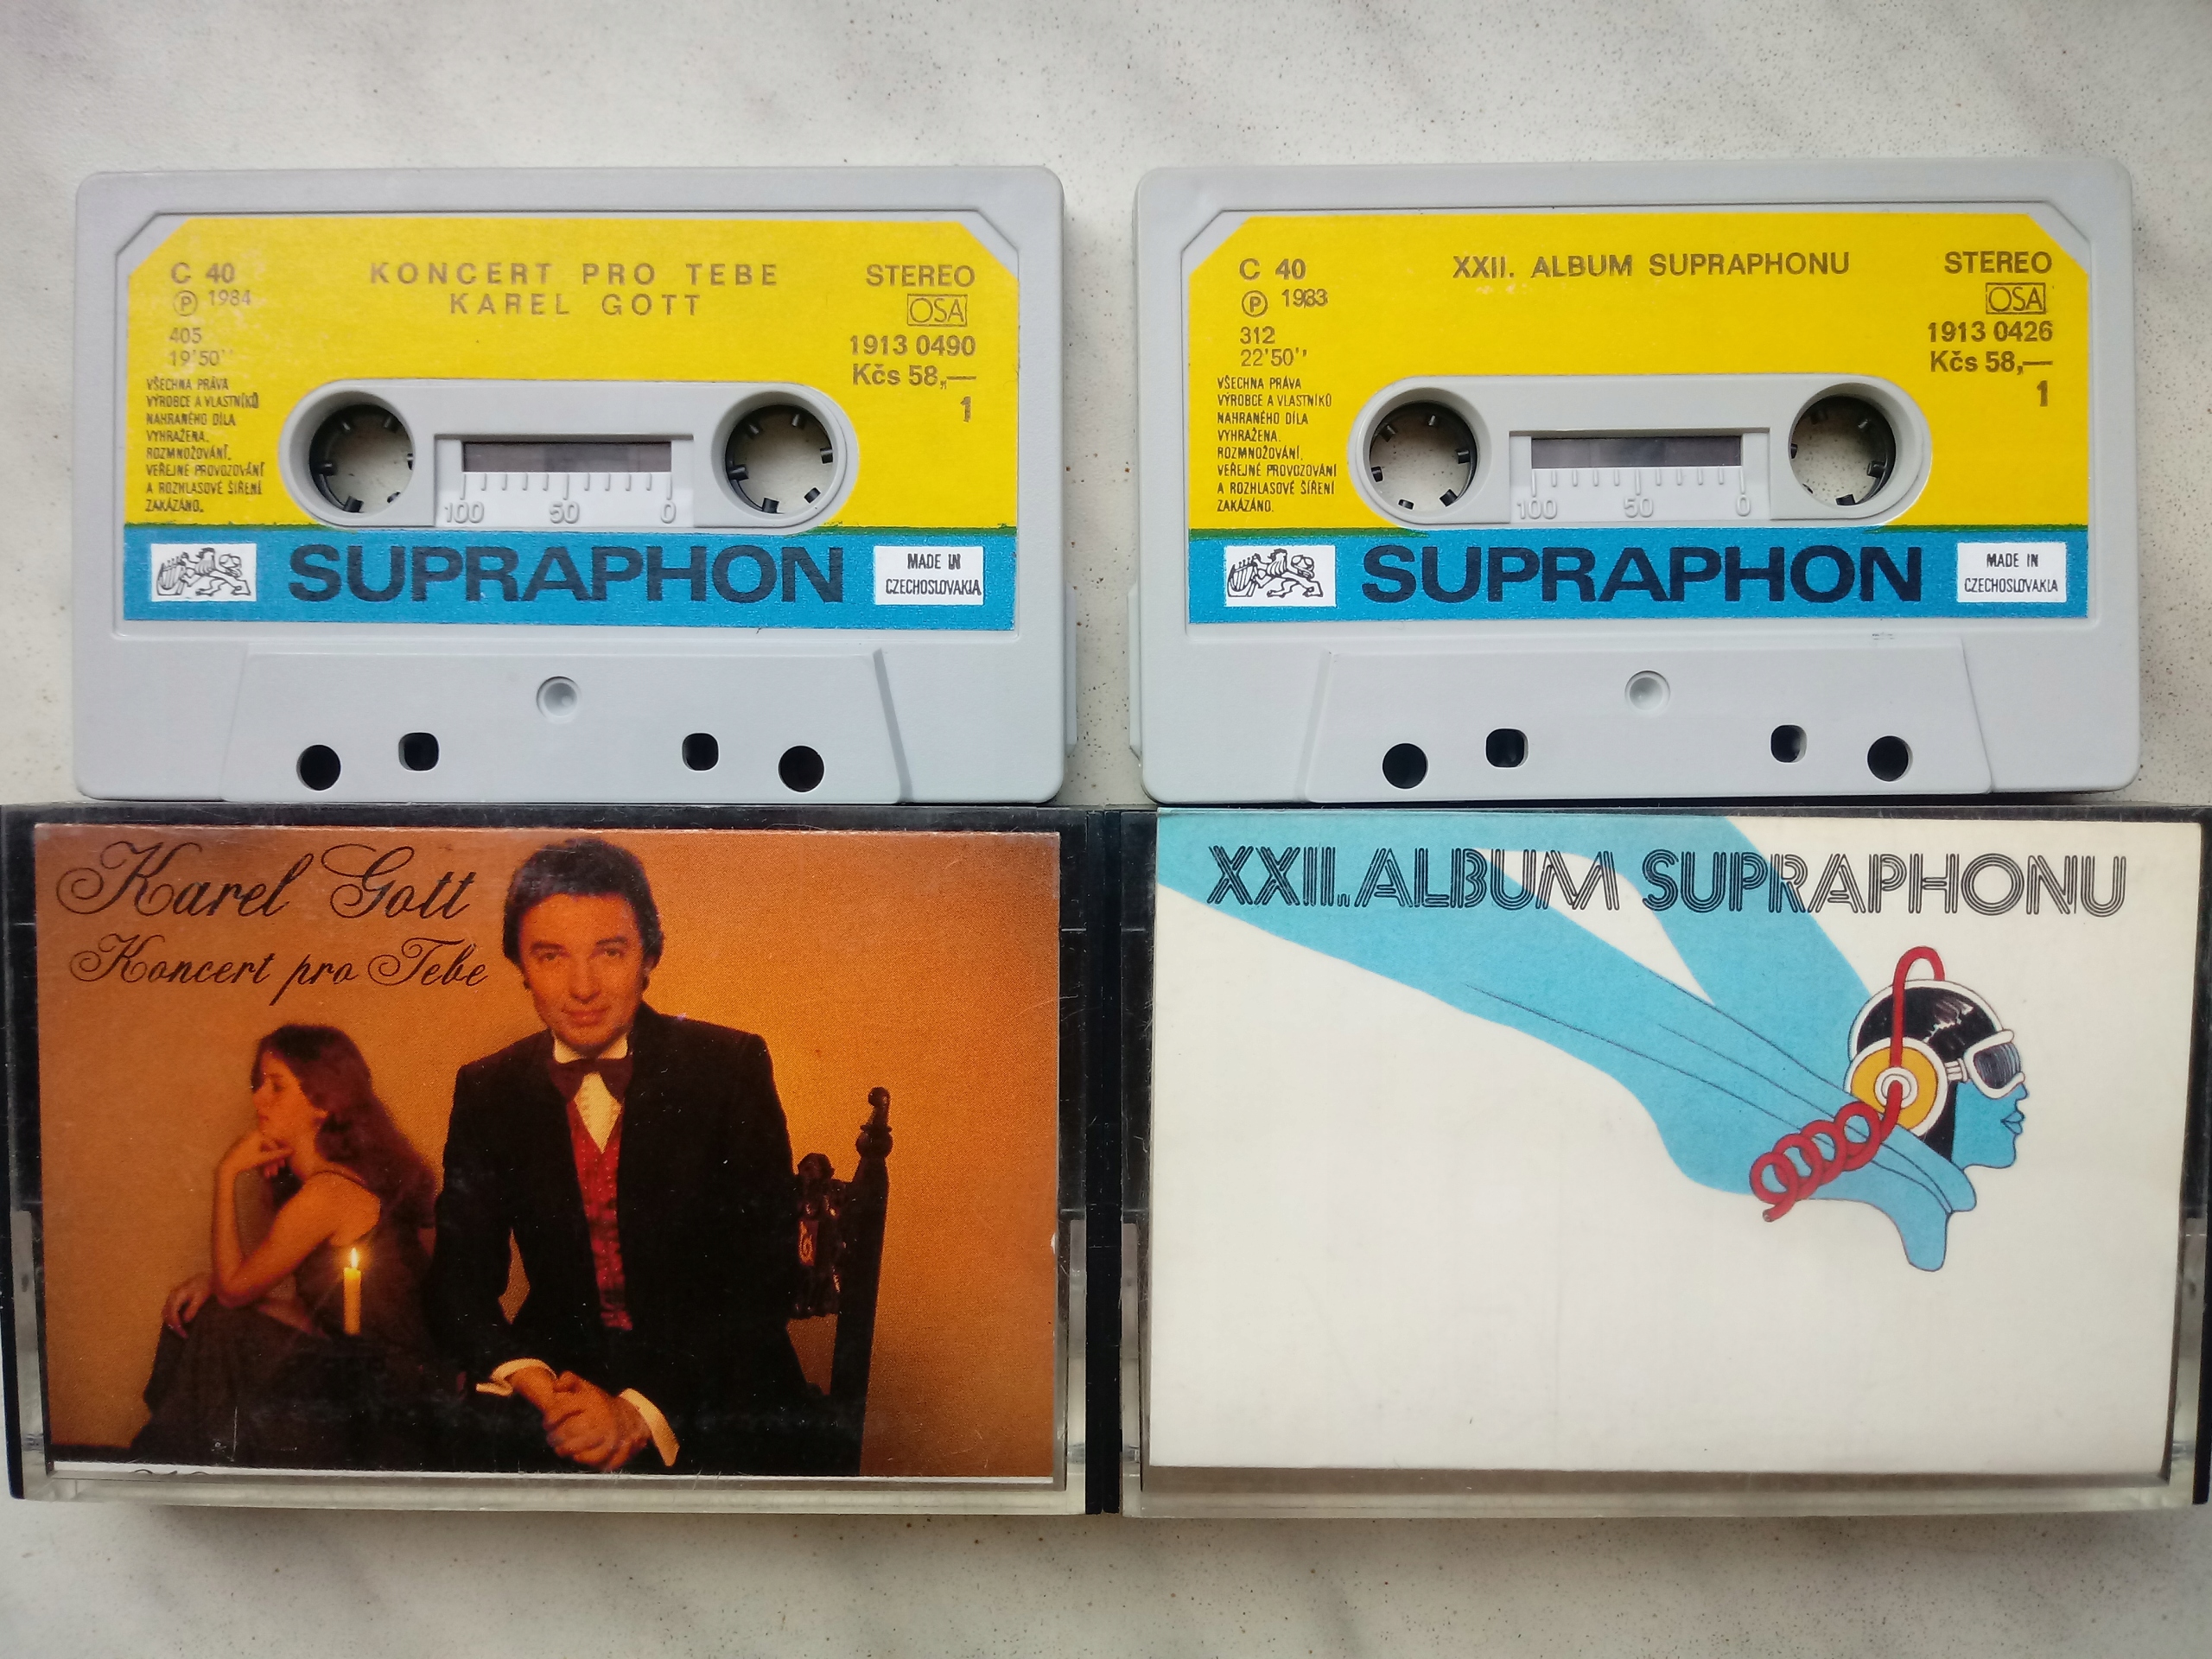 C 40
℗ 1984
405
19'50''
VŠECHNA PRÁVA
VÝROBCE A VLASTNÍKŮ
NAHRANÉHO DÍLA
VYHRAŽENA.
ROZMNOŽOVÁNÍ,
VEŘEJNÉ PROVOZOVÁNÍ
A ROZHLASOVÉ ŠÍŘENÍ
ZAKÁZÁNO.
KONCERT PRO TEBE
KAREL GOTT
STEREO
OSA
1913 0490
Kčs 58,—
1
100 50 0
SUPRAPHON
MADE IN
CZECHOSLOVAKIA
C 40
℗ 1983
312
22'50''
VŠECHNA PRÁVA
VÝROBCE A VLASTNÍKŮ
NAHRANÉHO DÍLA
VYHRAŽENA.
ROZMNOŽOVÁNÍ,
VEŘEJNÉ PROVOZOVÁNÍ
A ROZHLASOVÉ ŠÍŘENÍ
ZAKÁZÁNO.
XXII. ALBUM SUPRAPHONU
STEREO
OSA
1913 0426
Kčs 58,—
1
100 50 0
SUPRAPHON
MADE IN
CZECHOSLOVAKIA
Karel Gott
Koncert pro Tebe
XXII. ALBUM SUPRAPHONU